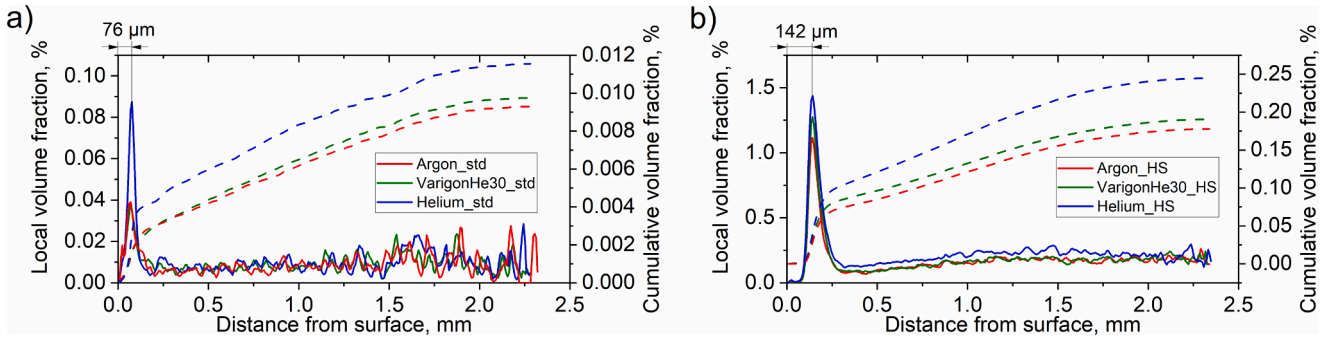 a)
76 µm
Local volume fraction, %
0.10
0.08
0.06
0.04
0.02
0.00
0.012
0.010
0.008
0.006
0.004
0.002
0.000
Cumulative volume fraction, %
Argon_std
VarigonHe30_std
Helium_std
0.0 0.5 1.0 1.5 2.0 2.5
Distance from surface, mm
b)
142 µm
Local volume fraction, %
1.5
1.0
0.5
0.0
0.25
0.20
0.15
0.10
0.05
0.00
Cumulative volume fraction, %
Argon_HS
VarigonHe30_HS
Helium_HS
0.0 0.5 1.0 1.5 2.0 2.5
Distance from surface, mm